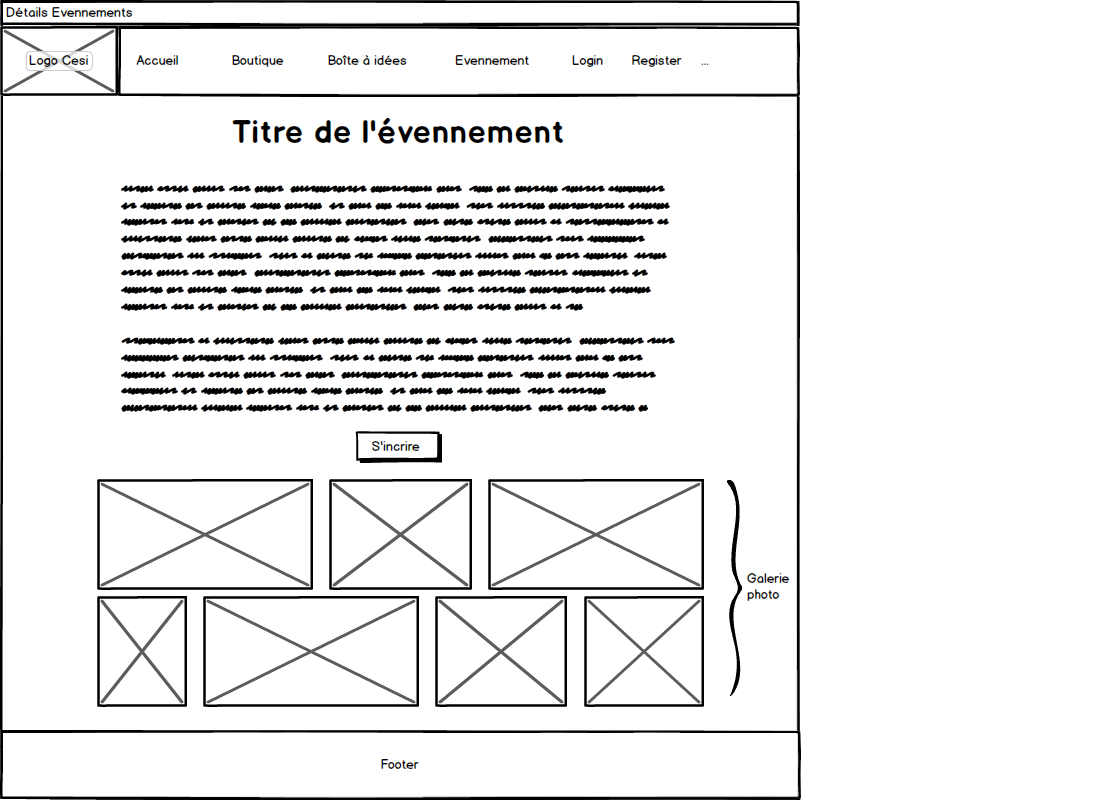 Détails Evennements
Logo Cesi
Accueil Boutique Boîte à idées Evennement Login Register ...
Titre de l'évennement
S'incrire
Galerie
photo
Footer